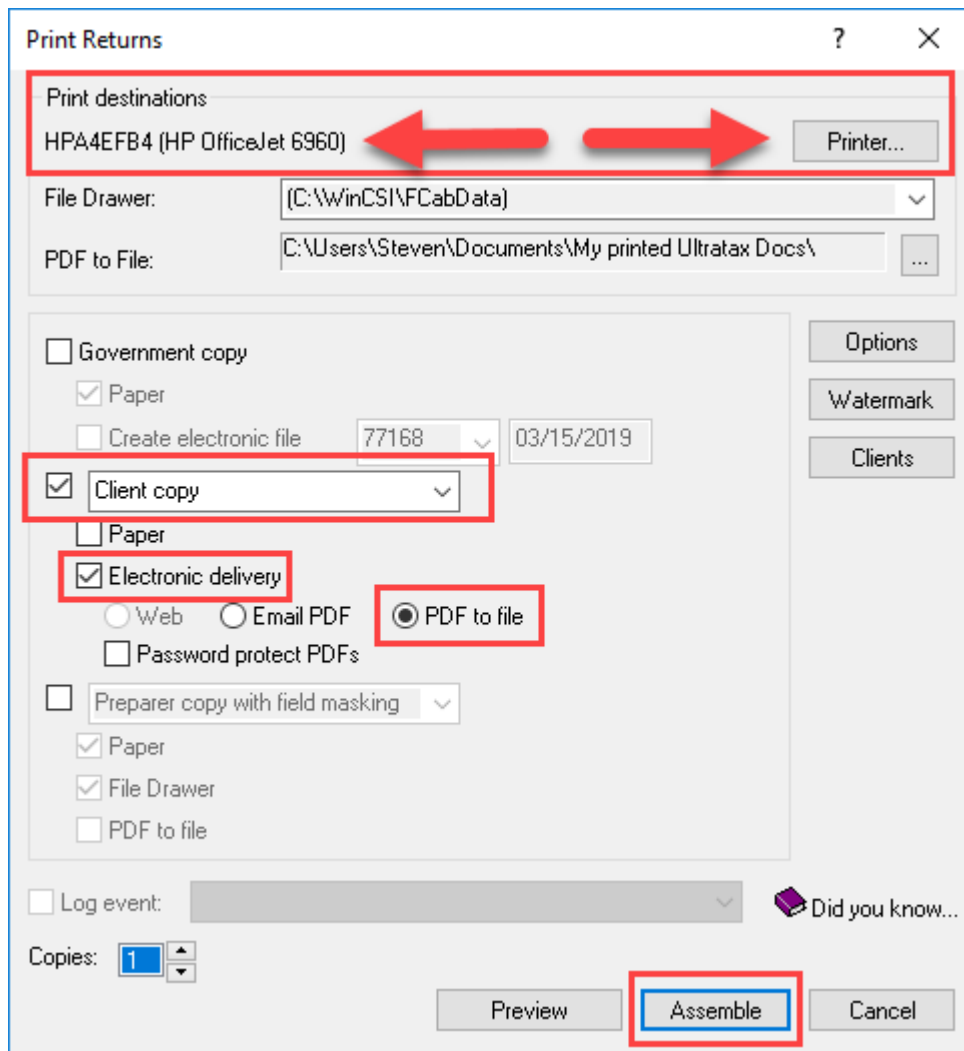 Print Returns
?
Print destinations
HPA4EFB4 (HP OfficeJet 6960)
Printer...
File Drawer:
(C:\WinCSI\FCabData)
PDF to File:
C:\Users\Steven\Documents\My printed Ultratax Docs\
...
Government copy
Options
Paper
Watermark
Create electronic file
77168
03/15/2019
Clients
Client copy
Paper
Electronic delivery
Web
Email PDF
PDF to file
Password protect PDFs
Preparer copy with field masking
Paper
File Drawer
PDF to file
Log event:
Did you know...
Copies:
1
Preview
Assemble
Cancel